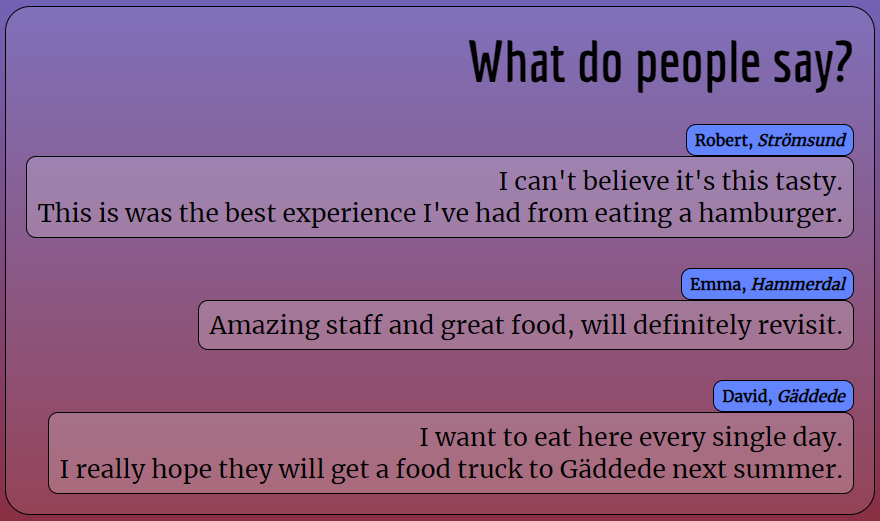 What do people say?
Robert, Strömsund
I can't believe it's this tasty.
This is was the best experience I've had from eating a hamburger.
Emma, Hammerdal
Amazing staff and great food, will definitely revisit.
David, Gäddede
I want to eat here every single day.
I really hope they will get a food truck to Gäddede next summer.